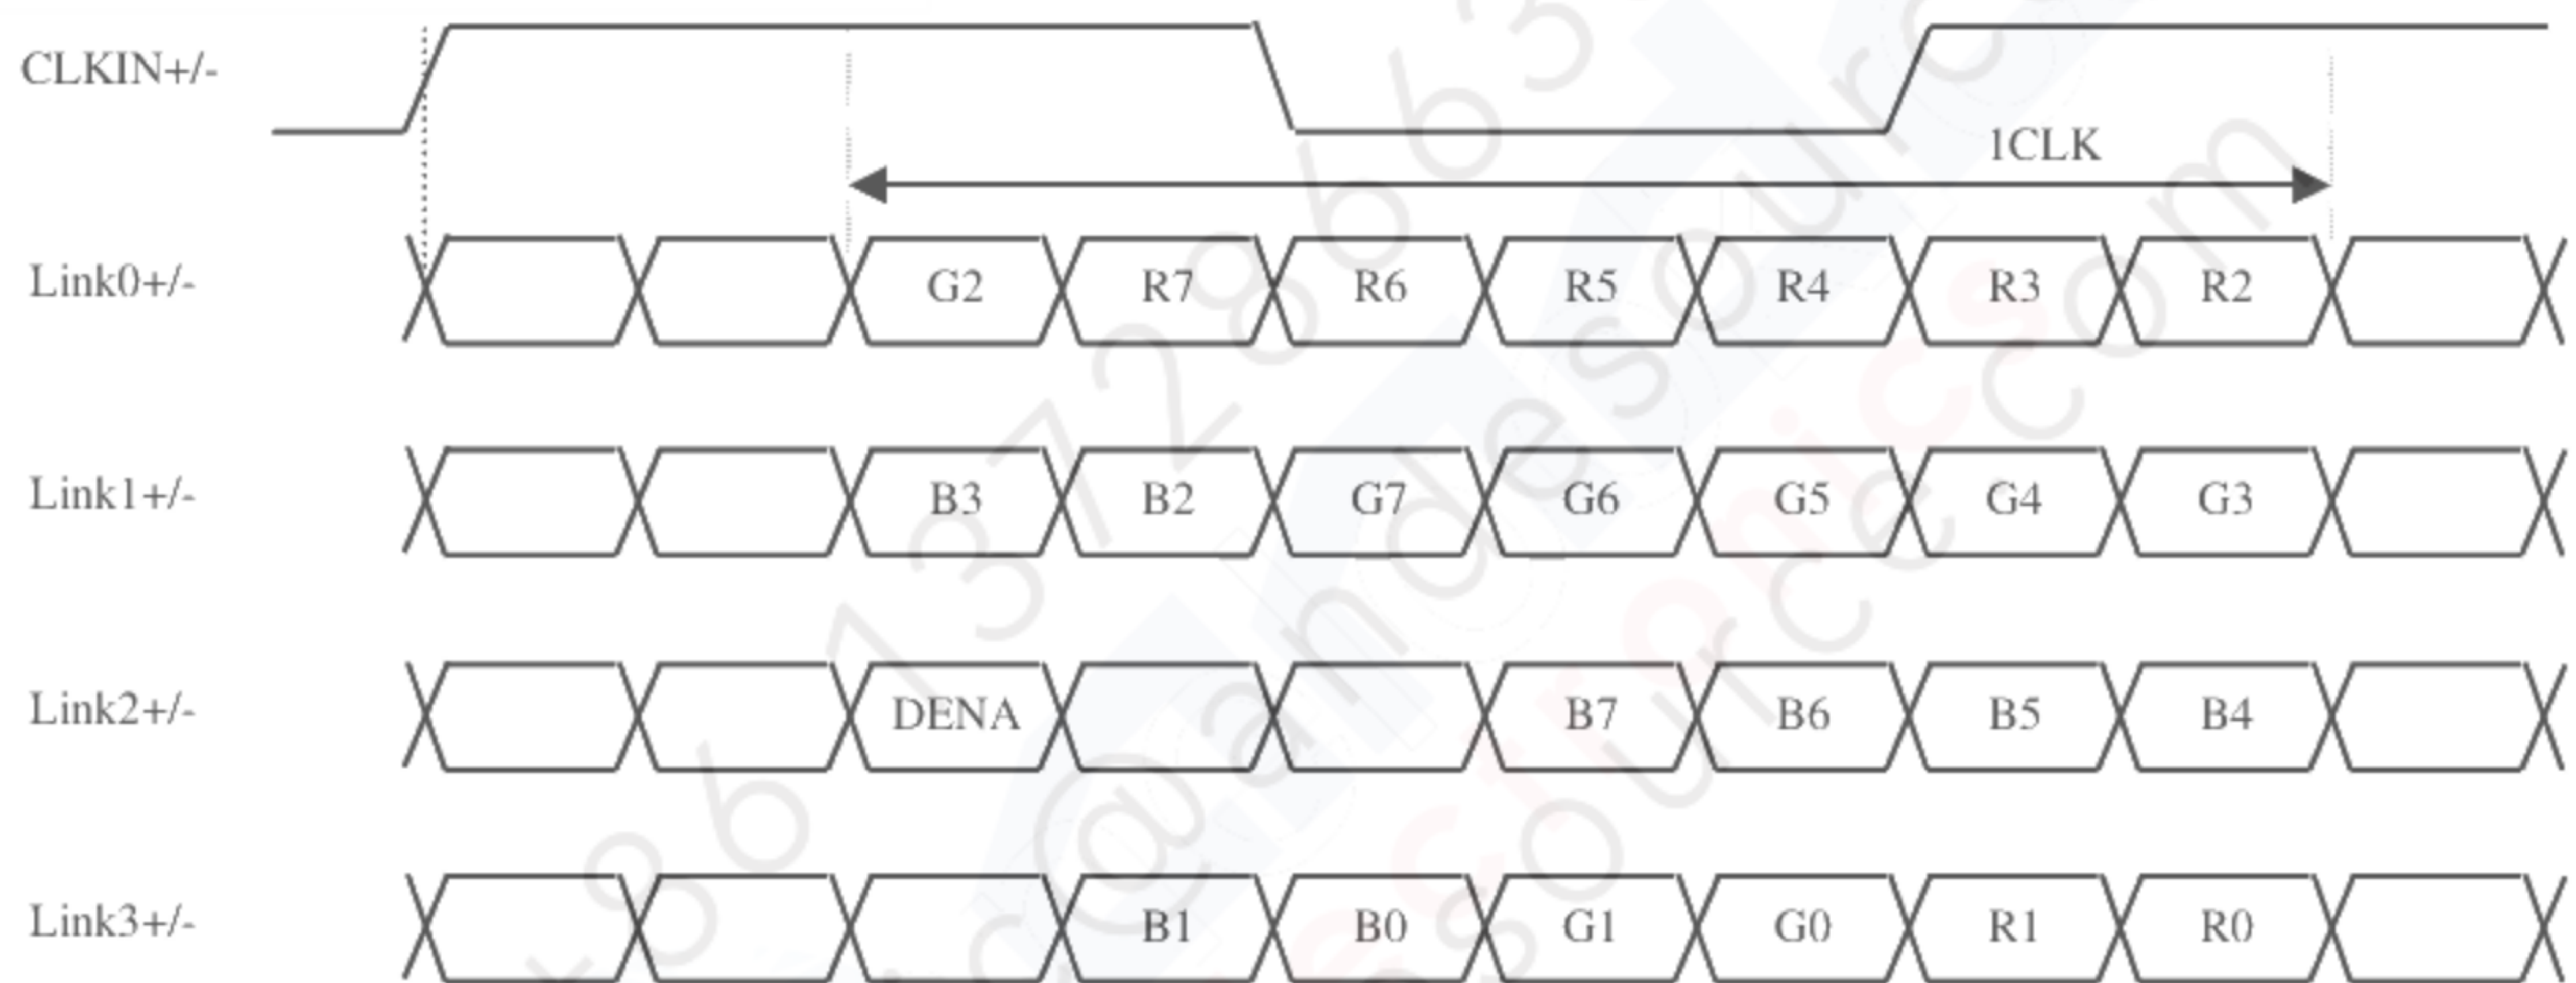 CLKIN+/-
1CLK
Link0+/- G2 R7 R6 R5 R4 R3 R2
Link1+/- B3 B2 G7 G6 G5 G4 G3
Link2+/- DENA B7 B6 B5 B4
Link3+/- B1 B0 G1 G0 R1 R0